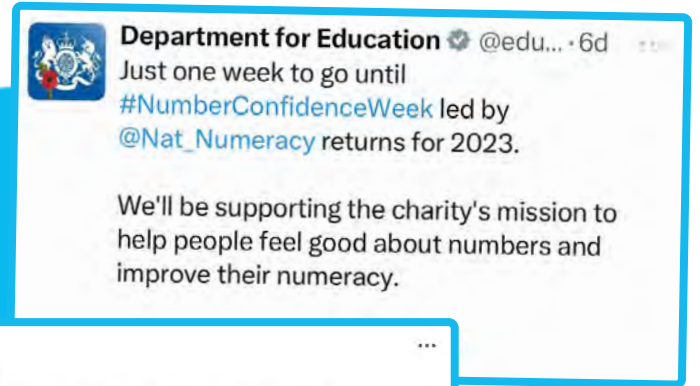 Department for Education @edu... · 6d
Just one week to go until
#NumberConfidenceWeek led by
@Nat_Numeracy returns for 2023.
We'll be supporting the charity's mission to
help people feel good about numbers and
improve their numeracy.
...